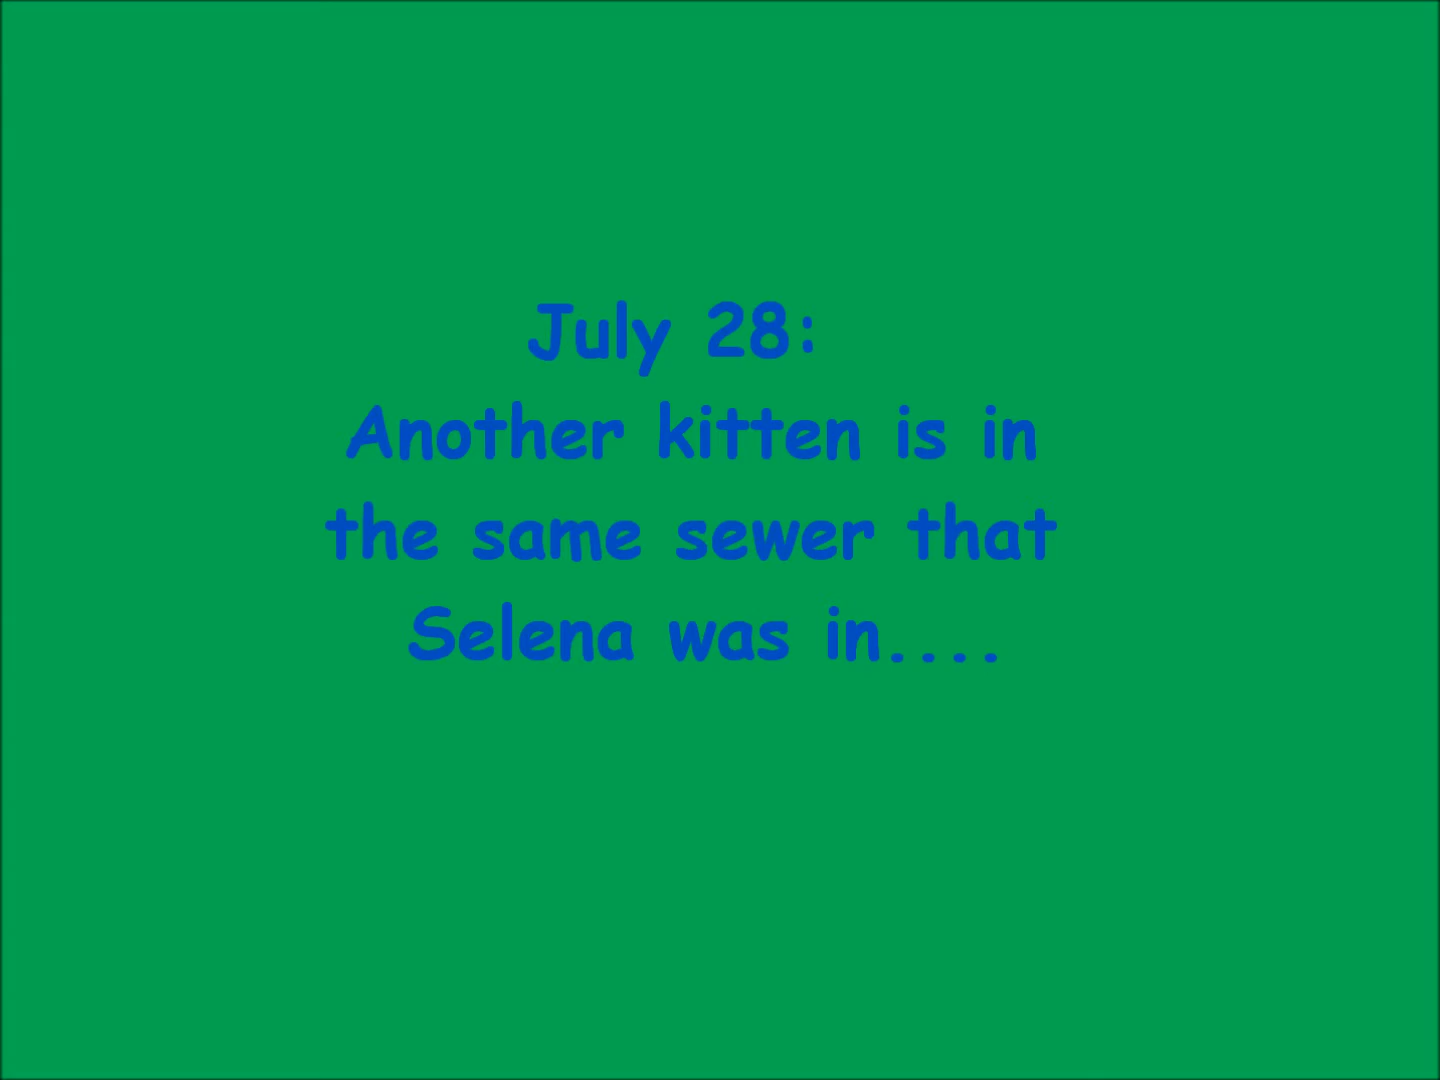 July 28:
Another kitten is in
the same sewer that
Selena was in....